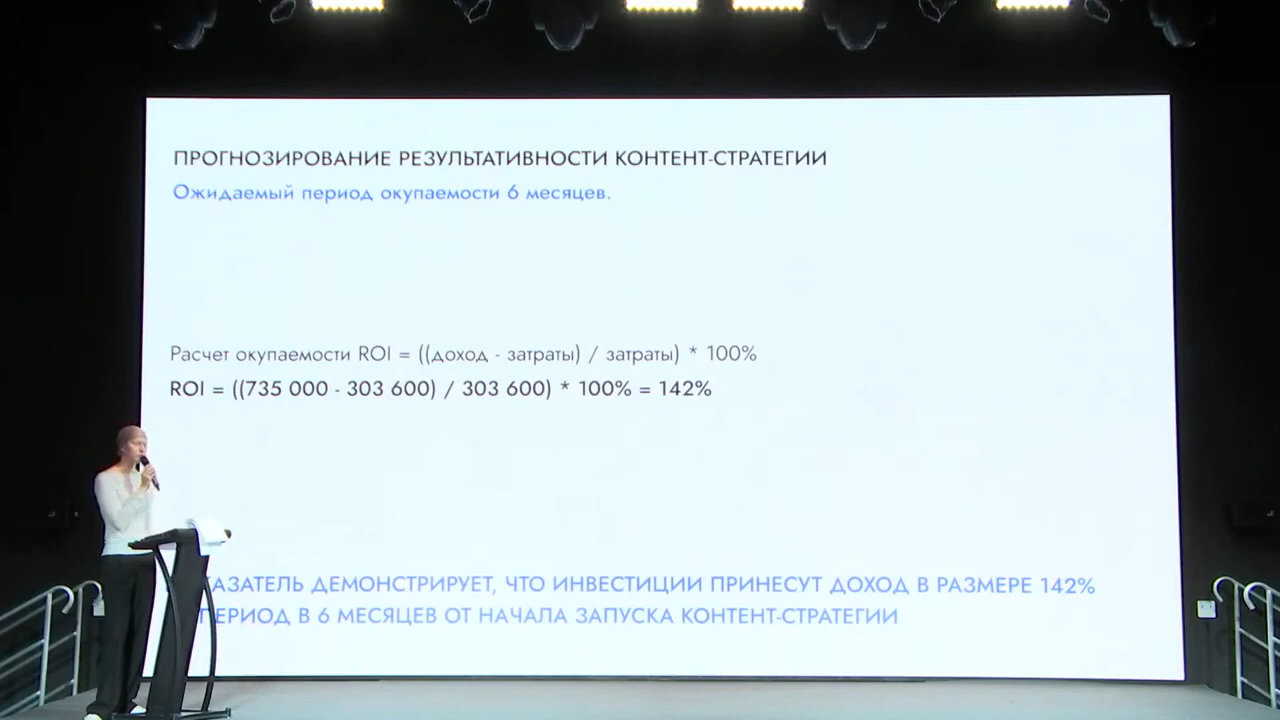 ПРОГНОЗИРОВАНИЕ РЕЗУЛЬТАТИВНОСТИ КОНТЕНТ-СТРАТЕГИИ
Ожидаемый период окупаемости 6 месяцев.
Расчет окупаемости ROI = ((доход - затраты) / затраты) * 100%
ROI = ((735 000 - 303 600) / 303 600) * 100% = 142%
ДЕМОНСТРИРУЕТ, ЧТО ИНВЕСТИЦИИ ПРИНЕСУТ ДОХОД В РАЗМЕРЕ 142%
ПЕРИОД В 6 МЕСЯЦЕВ ОТ НАЧАЛА ЗАПУСКА КОНТЕНТ-СТРАТЕГИИ